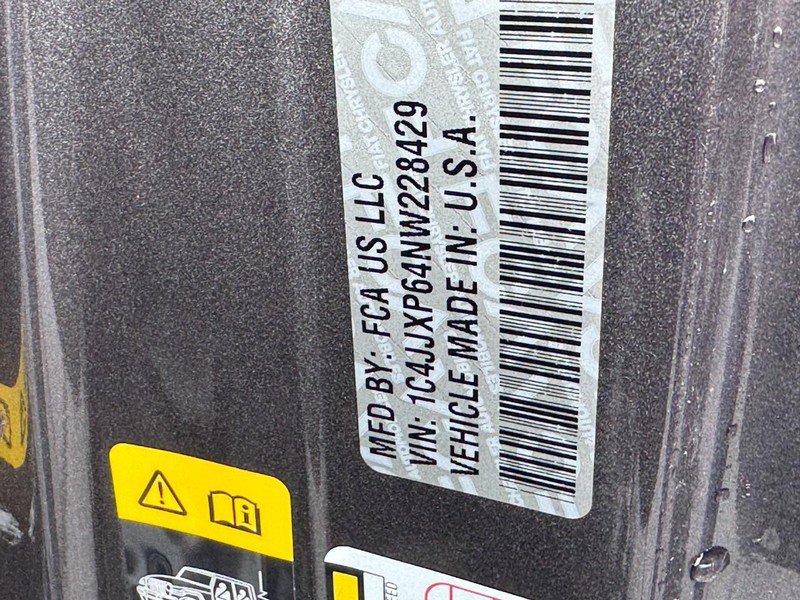 MFD BY: FCA US LLC
VIN: 1C4JJXP64NW228429
VEHICLE MADE IN: U.S.A.